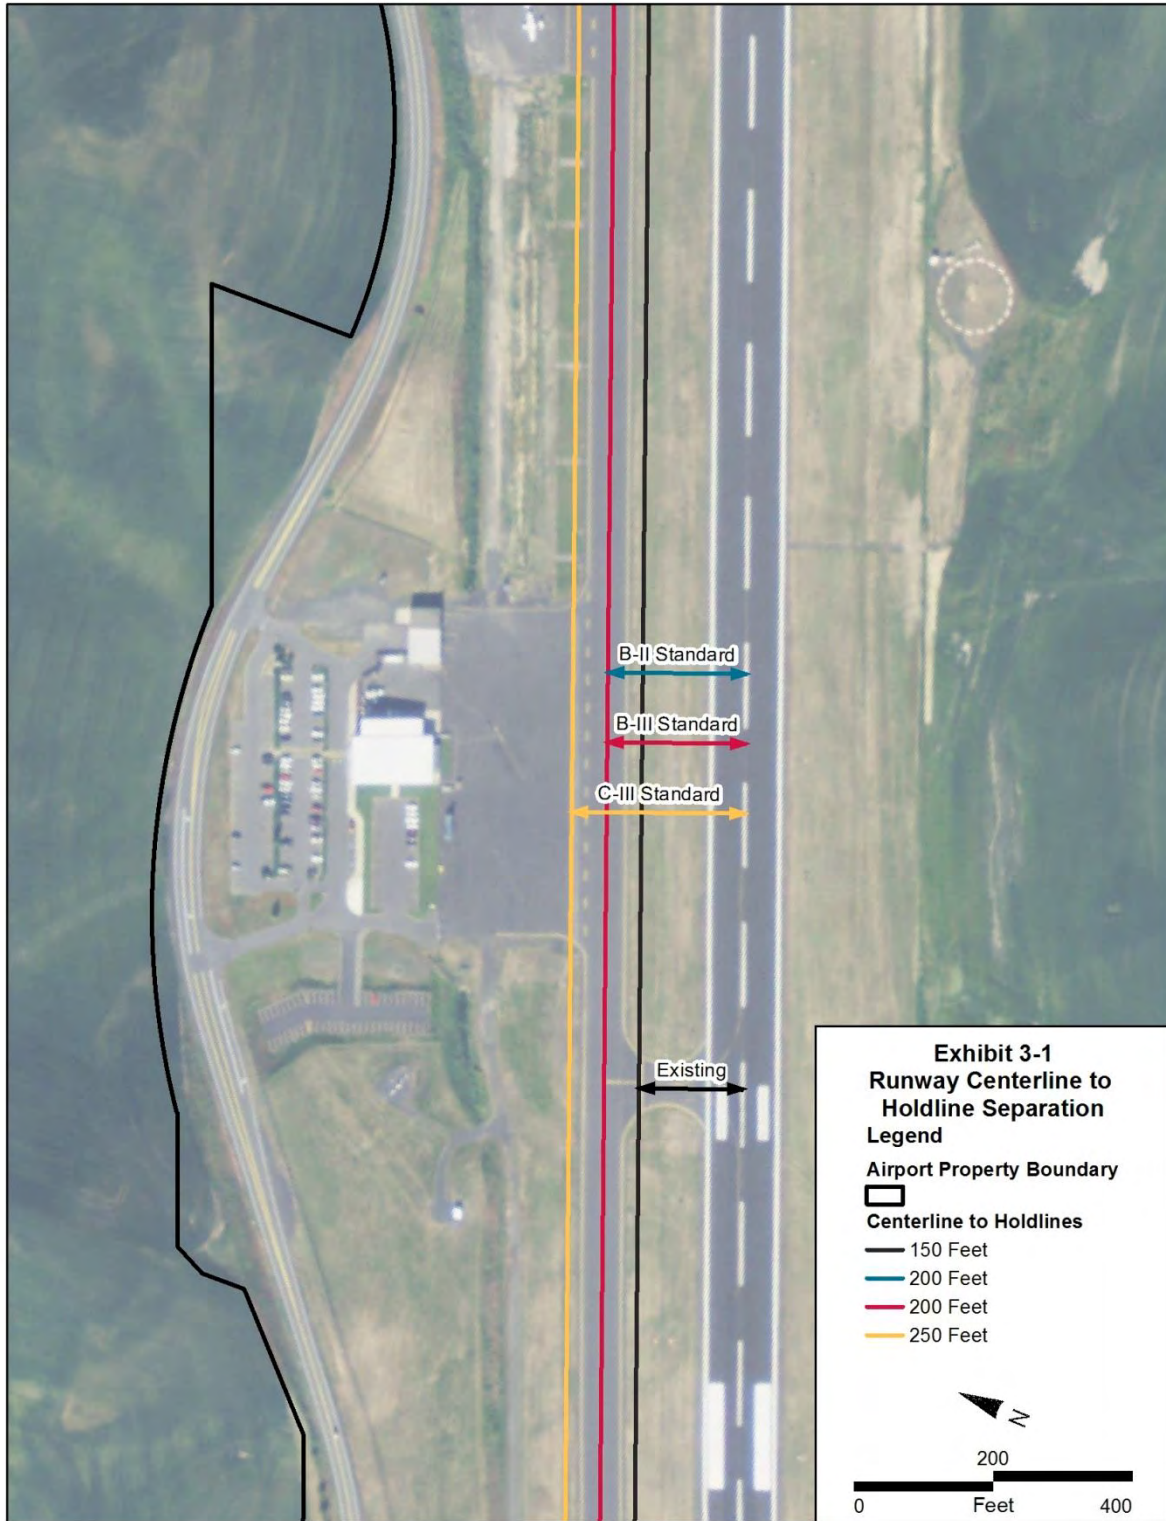 B-II Standard
B-III Standard
C-III Standard
Existing
Exhibit 3-1
Runway Centerline to
Holdline Separation
Legend
Airport Property Boundary
Centerline to Holdlines
150 Feet
200 Feet
200 Feet
250 Feet
N
200
0 Feet 400